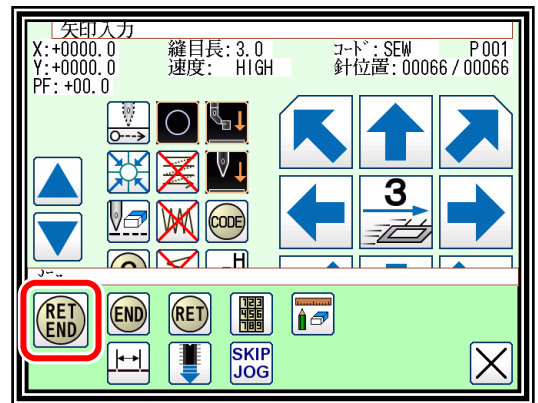 矢印入力
X:+0000.0 縫目長:3.0 コード:SEW P001
Y:+0000.0 速度: HIGH 針位置:00066/00066
PF:+00.0
CODE
3
H
RET END
END
RET
123
456
789
SKIP
JOG